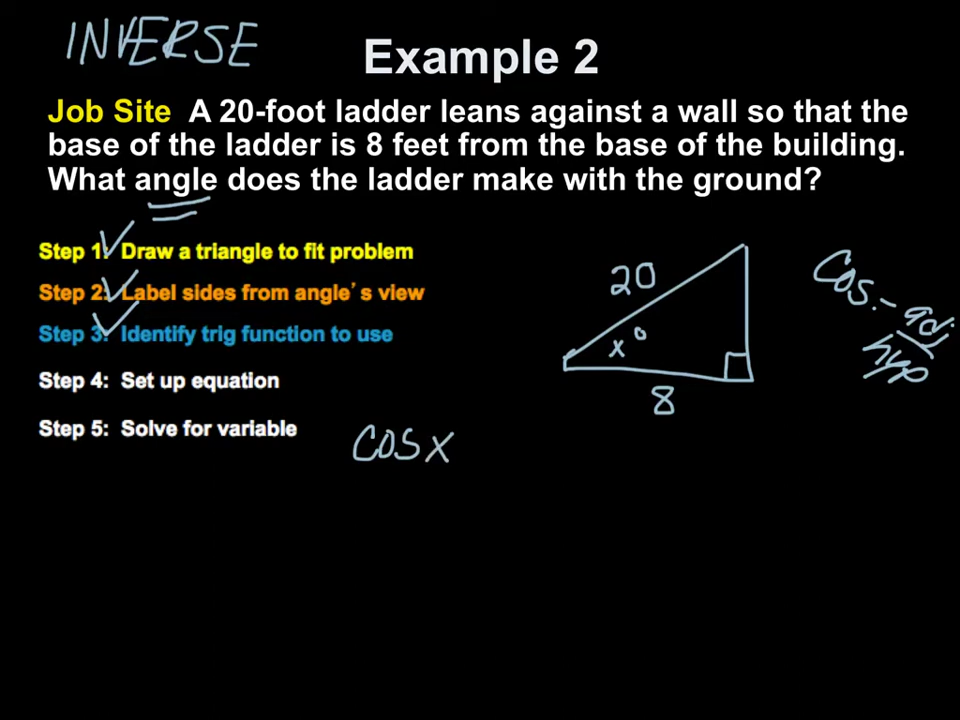 INVERSE
Example 2
Job Site A 20-foot ladder leans against a wall so that the
base of the ladder is 8 feet from the base of the building.
What angle does the ladder make with the ground?
Step 1: Draw a triangle to fit problem
Step 2: Label sides from angle's view
Step 3: Identify trig function to use
Step 4: Set up equation
Step 5: Solve for variable
20
x°
8
Cos. - adj.
hyp
COS x